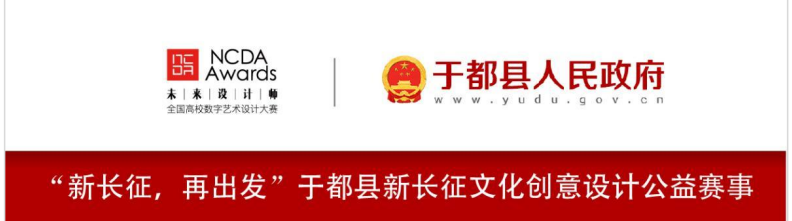 NCDA
Awards
未|来|设|计|师
全国高校数字艺术设计大赛
于都县人民政府
www.yudu.gov.cn
“新长征，再出发”于都县新长征文化创意设计公益赛事